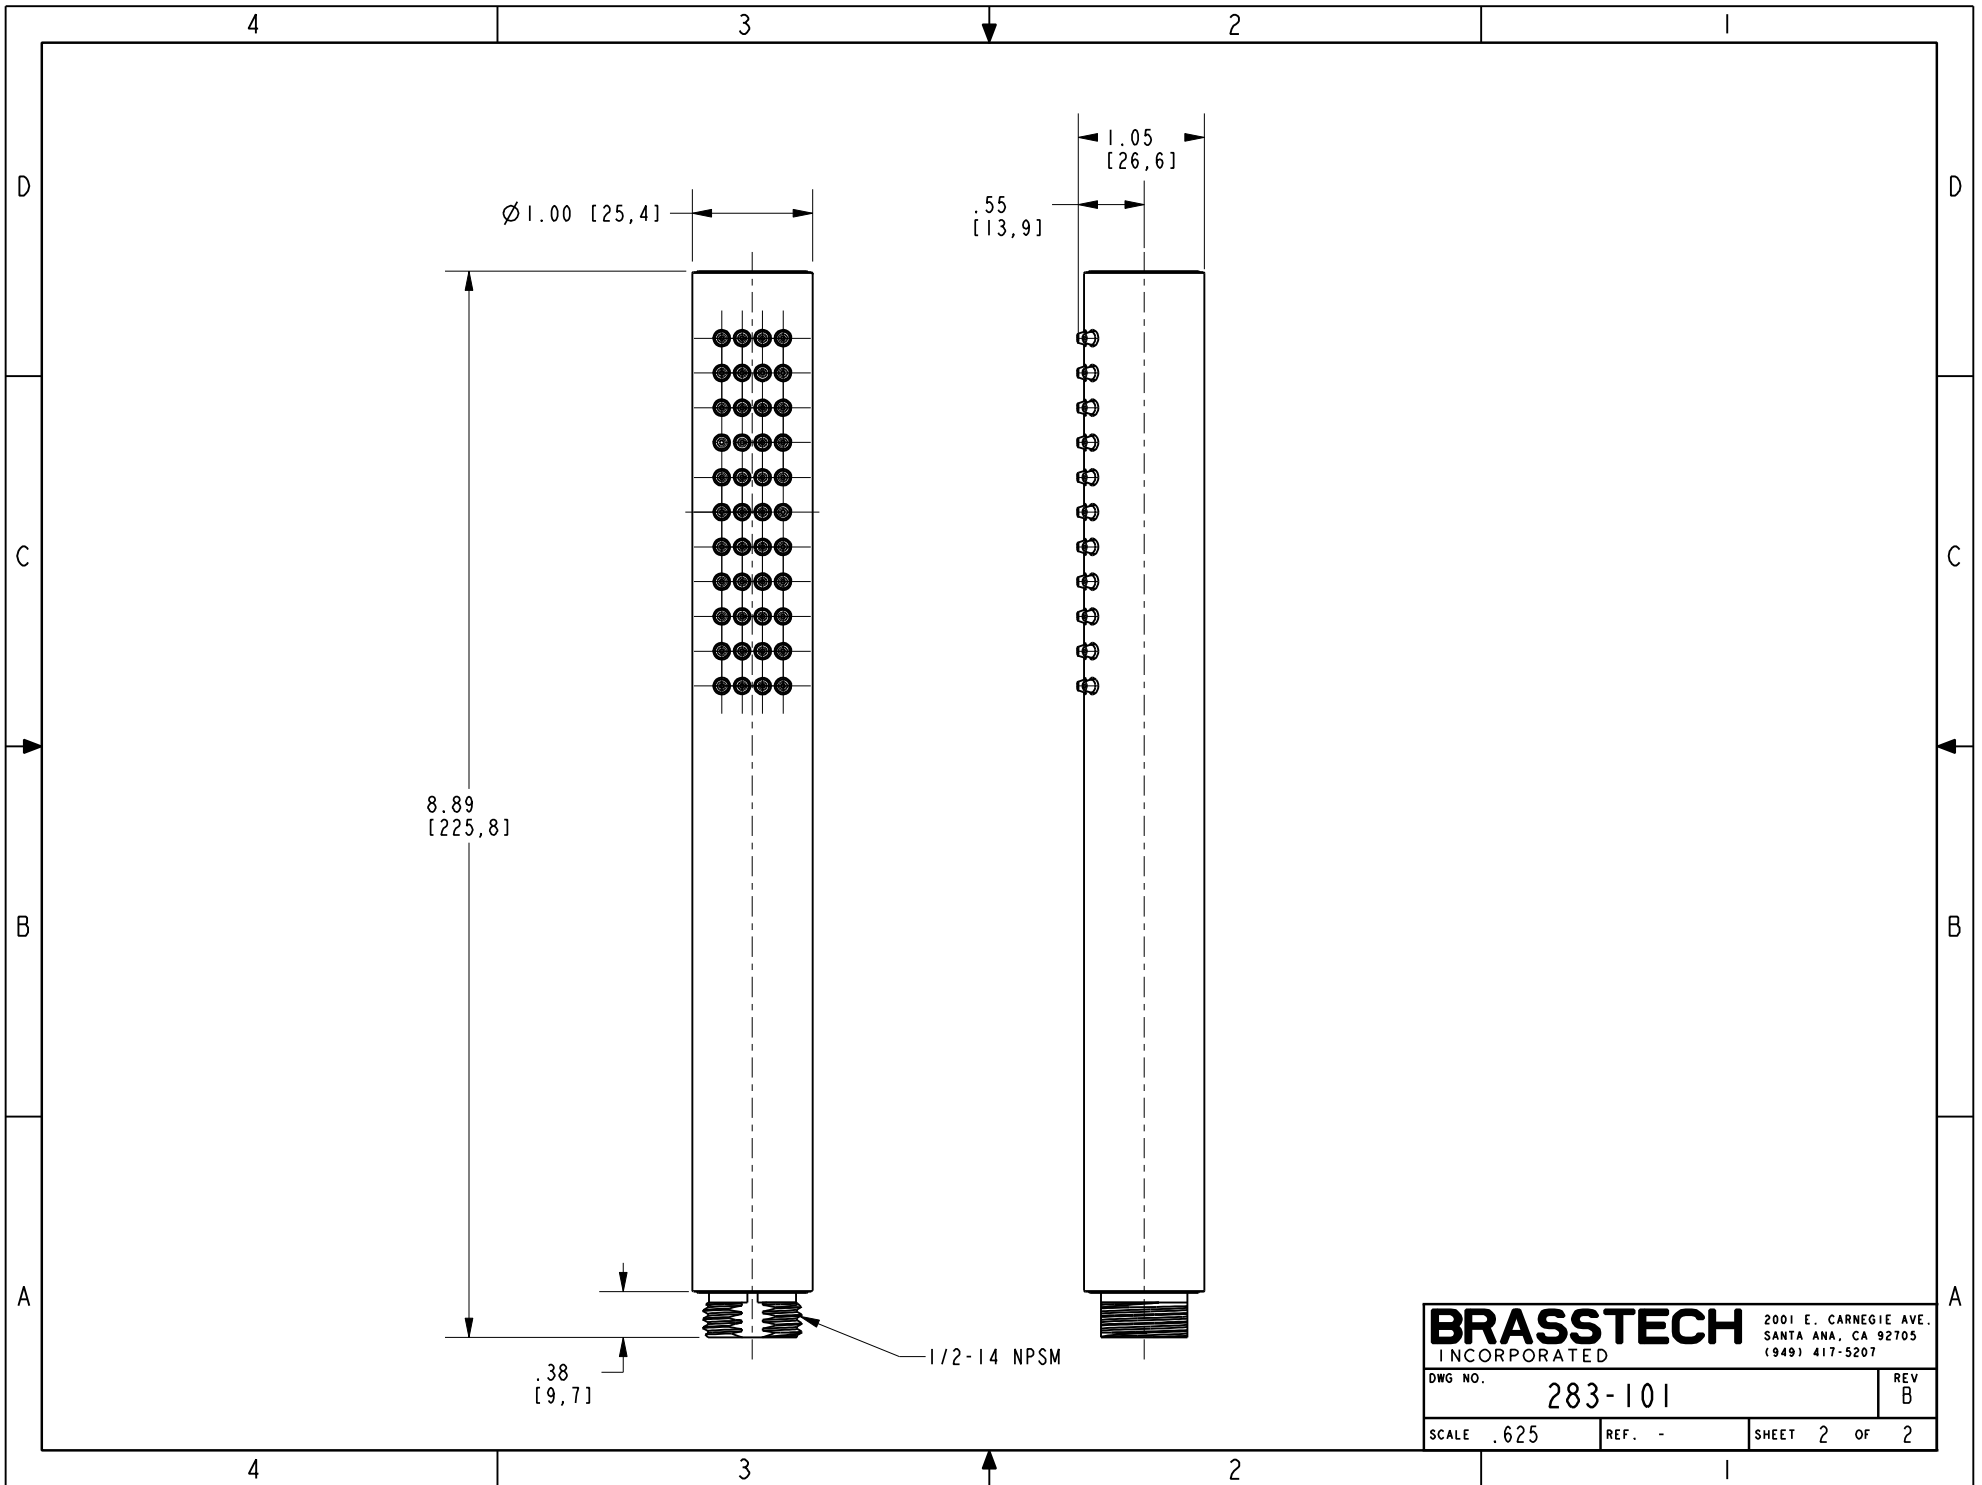 4 3 2 1
D D
C C
B B
A A
1.05
[26,6]
.55
[13,9]
Ø1.00 [25,4]
8.89
[225,8]
.38
[9,7]
1/2-14 NPSM
BRASSTECH
INCORPORATED
2001 E. CARNEGIE AVE.
SANTA ANA, CA 92705
(949) 417-5207
DWG NO.
283-101
REV
B
SCALE .625
REF. -
SHEET 2 OF 2
4 3 2 1